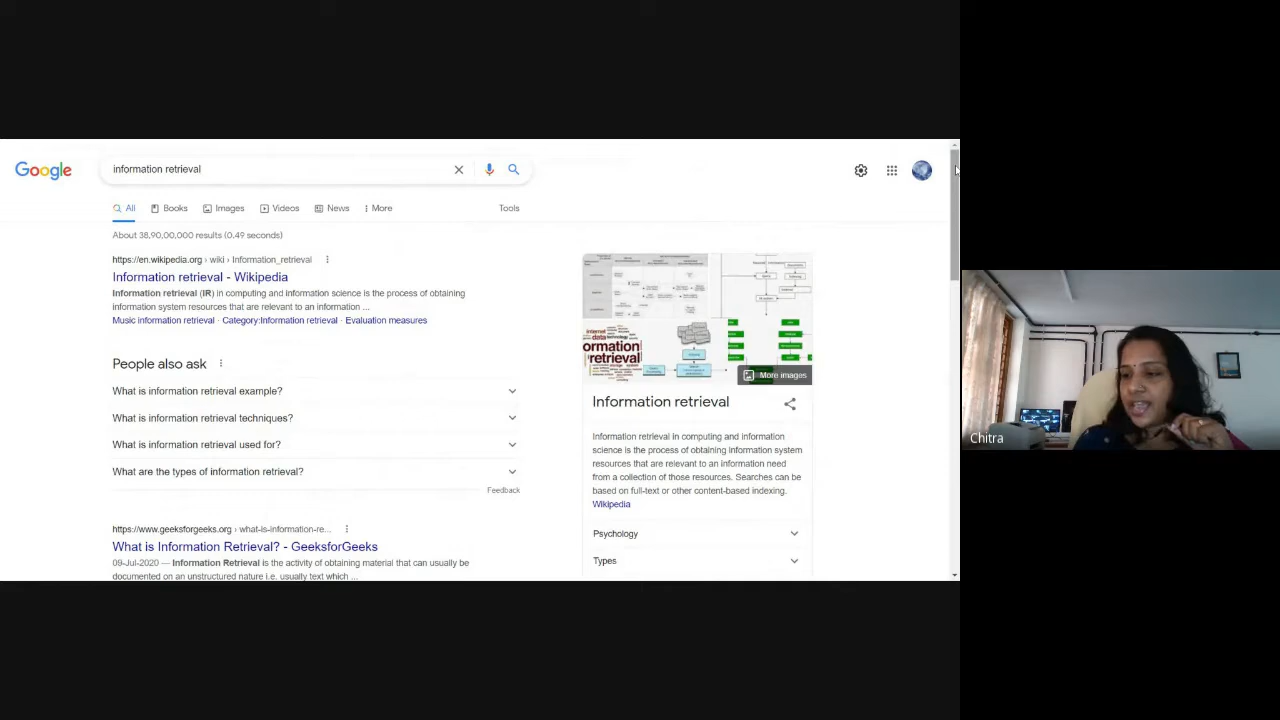 Google
information retrieval
All Books Images Videos News More Tools
About 38,90,00,000 results (0.49 seconds)
https://en.wikipedia.org › wiki › Information_retrieval
Information retrieval - Wikipedia
Information retrieval (IR) in computing and information science is the process of obtaining
information system resources that are relevant to an information ...
Music information retrieval · Category:Information retrieval · Evaluation measures
People also ask
What is information retrieval example?
What is information retrieval techniques?
What is information retrieval used for?
What are the types of information retrieval?
Feedback
https://www.geeksforgeeks.org › what-is-information-re...
What is Information Retrieval? - GeeksforGeeks
09-Jul-2020 — Information Retrieval is the activity of obtaining material that can usually be
documented on an unstructured nature i.e. usually text which ...
internet
data
ormation
retrieval
More images
Information retrieval
Information retrieval in computing and information
science is the process of obtaining information system
resources that are relevant to an information need
from a collection of those resources. Searches can be
based on full-text or other content-based indexing.
Wikipedia
Psychology
Types
Chitra